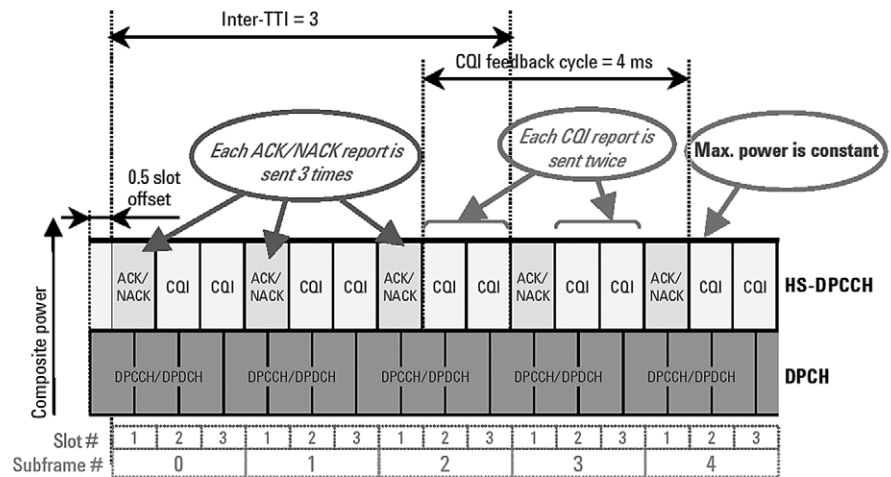 Inter-TTI = 3
CQI feedback cycle = 4 ms
Each ACK/NACK report is
sent 3 times
Each CQI report is
sent twice
Max. power is constant
0.5 slot
offset
Composite power
ACK/
NACK
CQI
CQI
ACK/
NACK
CQI
CQI
ACK/
NACK
CQI
CQI
ACK/
NACK
CQI
CQI
ACK/
NACK
CQI
CQI
HS-DPCCH
DPCCH/DPDCH
DPCCH/DPDCH
DPCCH/DPDCH
DPCCH/DPDCH
DPCCH/DPDCH
DPCH
Slot # 1 2 3 1 2 3 1 2 3 1 2 3 1 2 3
Subframe # 0 1 2 3 4